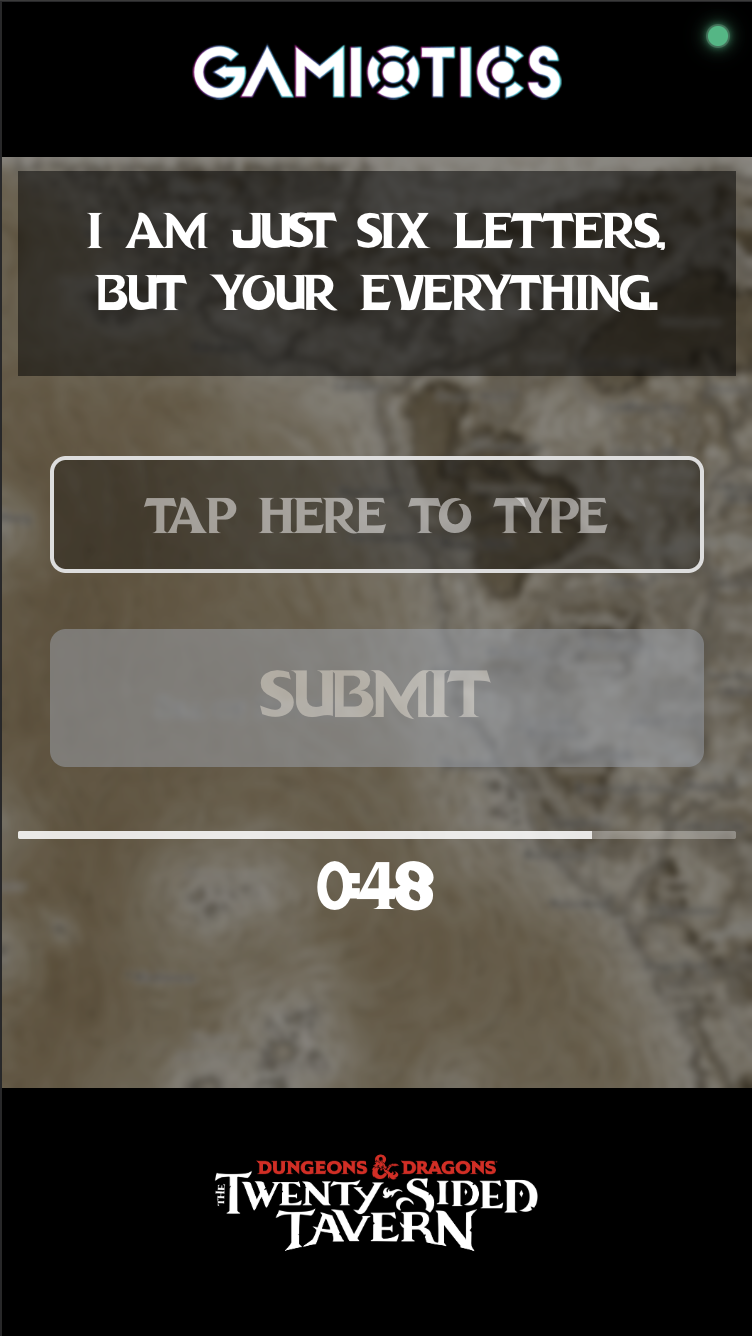 GAMIOTICS
I AM JUST SIX LETTERS,
BUT YOUR EVERYTHING.
TAP HERE TO TYPE
SUBMIT
0:48
DUNGEONS & DRAGONS
THE TWENTY-SIDED
TAVERN